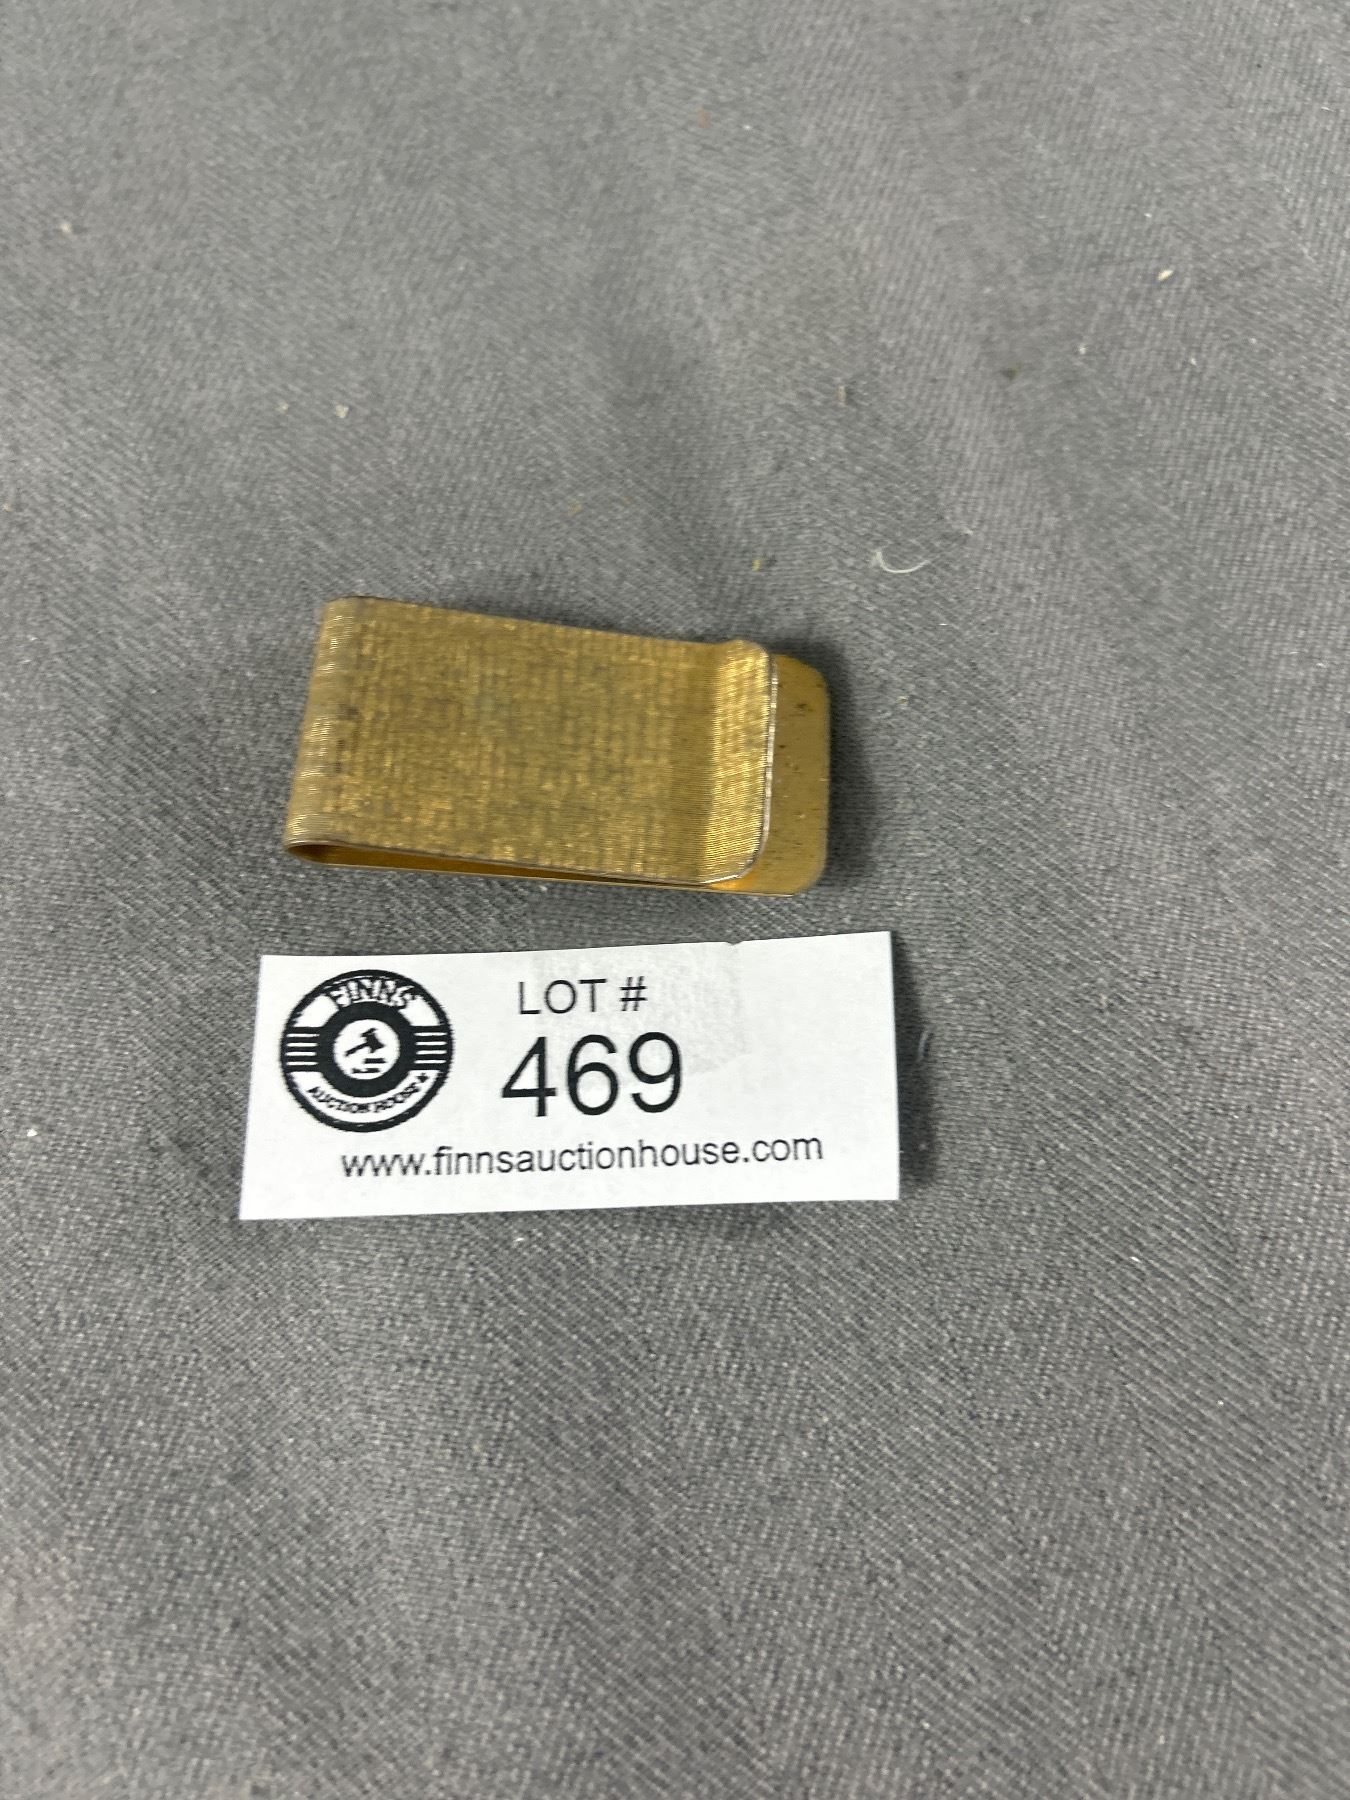 FINNS
AUCTION HOUSE
LOT #
469
www.finnsauctionhouse.com